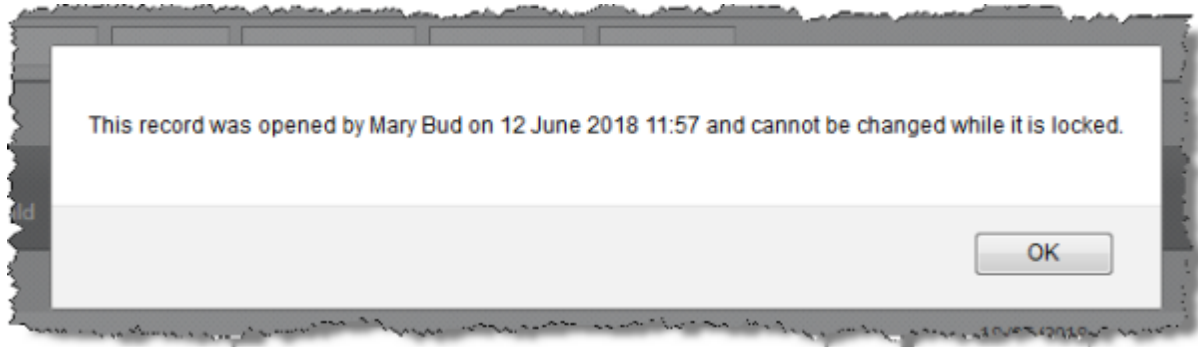 This record was opened by Mary Bud on 12 June 2018 11:57 and cannot be changed while it is locked.
ld
OK